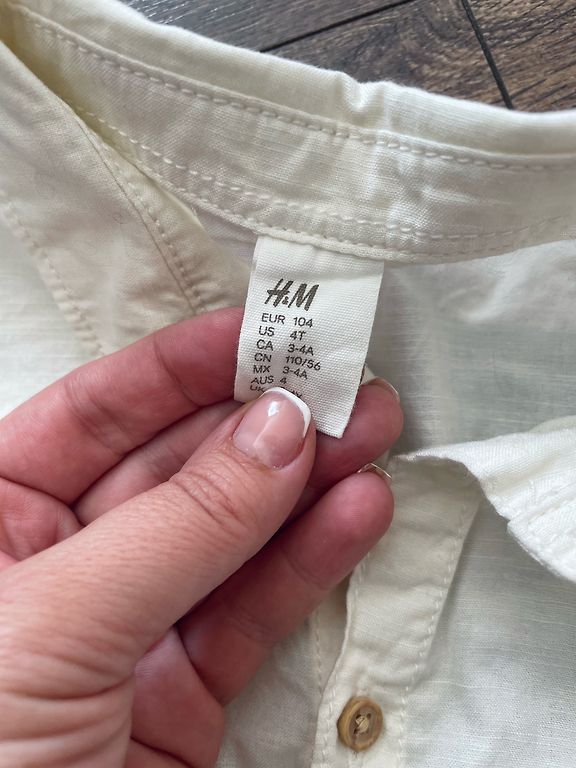 H&M
EUR 104
US 4T
CA 3-4A
CN 110/56
MX 3-4A
AUS 4